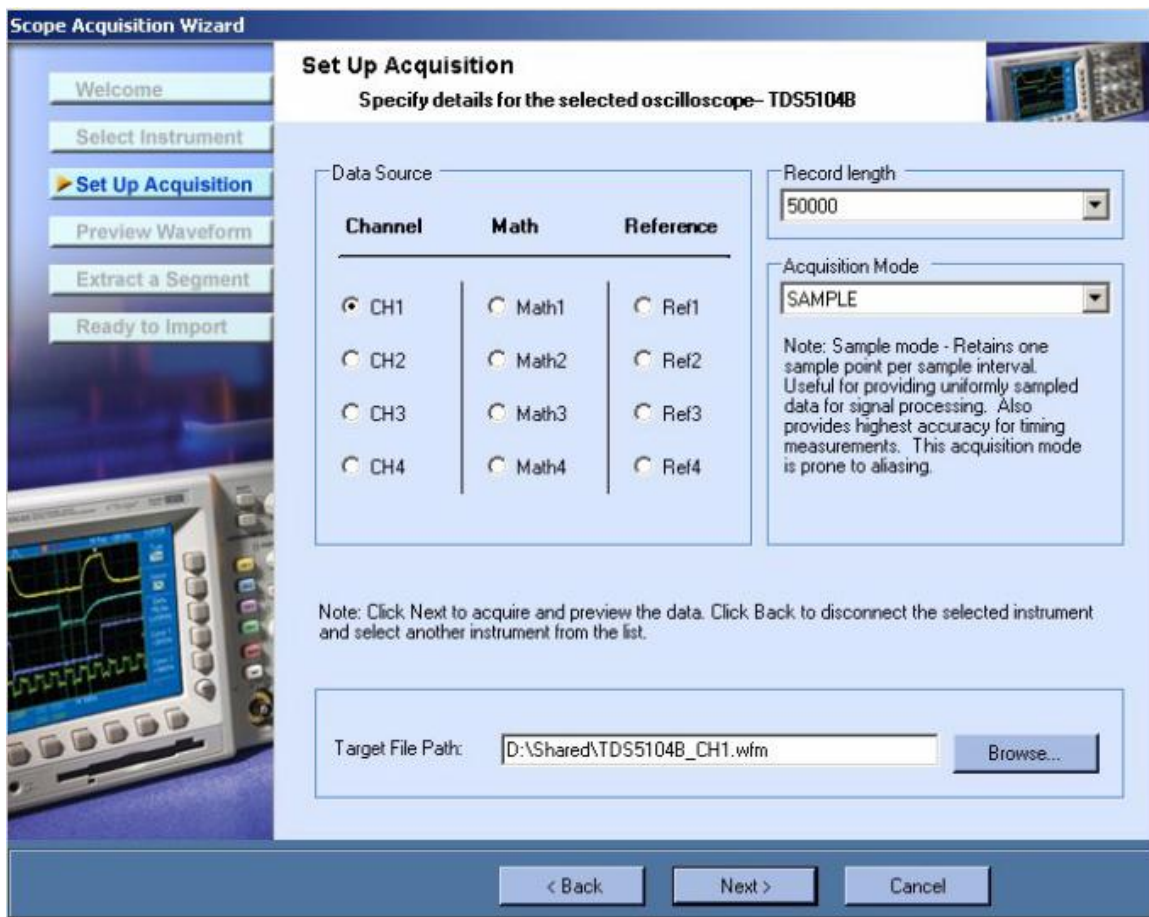 Scope Acquisition Wizard
Welcome
Select Instrument
Set Up Acquisition
Preview Waveform
Extract a Segment
Ready to Import
Set Up Acquisition
Specify details for the selected oscilloscope– TDS5104B
Data Source
Channel Math Reference
CH1 Math1 Ref1
CH2 Math2 Ref2
CH3 Math3 Ref3
CH4 Math4 Ref4
Record length
50000
Acquisition Mode
SAMPLE
Note: Sample mode - Retains one
sample point per sample interval.
Useful for providing uniformly sampled
data for signal processing. Also
provides highest accuracy for timing
measurements. This acquisition mode
is prone to aliasing.
Note: Click Next to acquire and preview the data. Click Back to disconnect the selected instrument
and select another instrument from the list.
Target File Path: D:\Shared\TDS5104B_CH1.wfm Browse...
< Back Next > Cancel